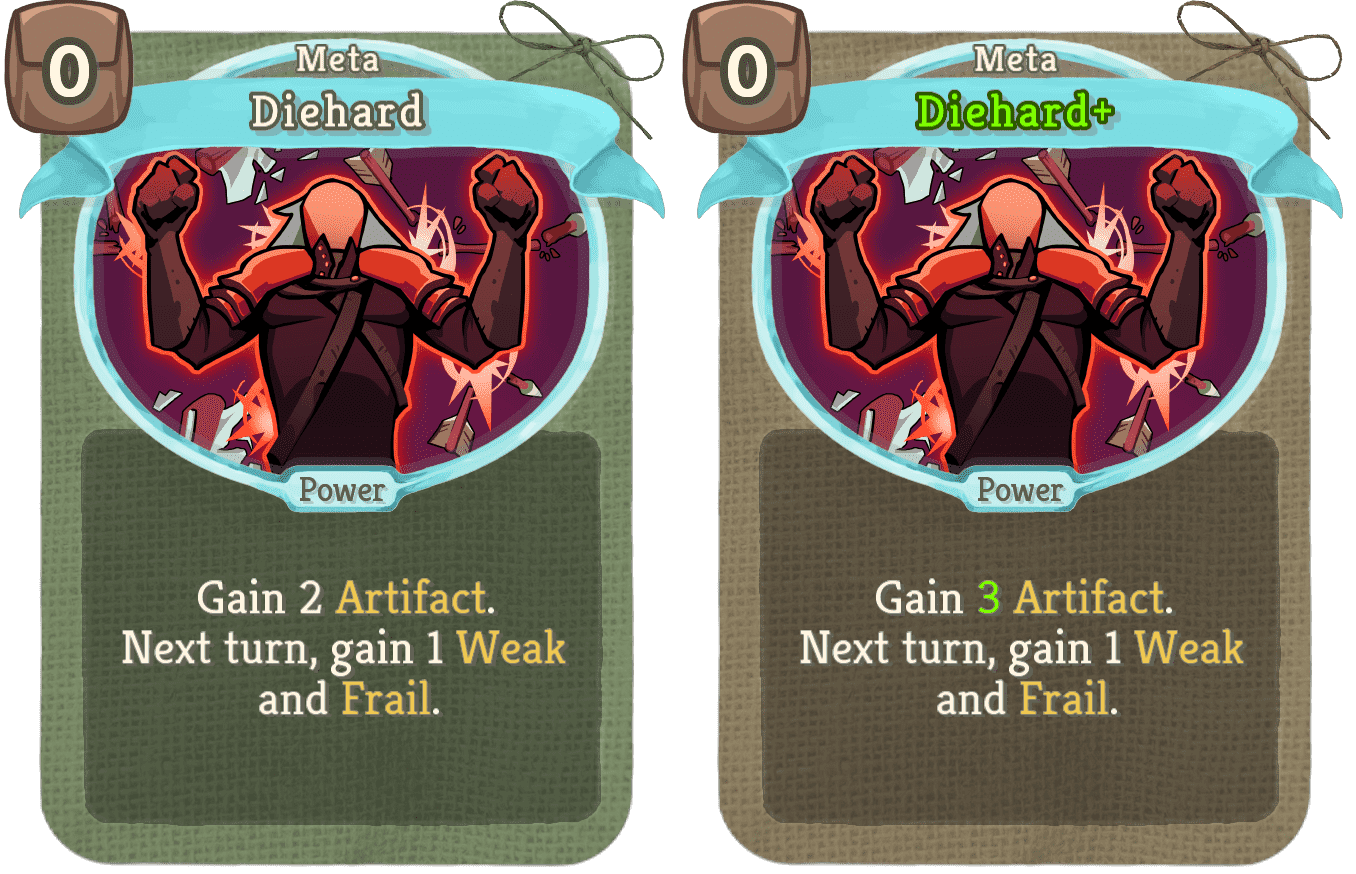 0
Meta
Diehard
Power
Gain 2 Artifact.
Next turn, gain 1 Weak
and Frail.
0
Meta
Diehard+
Power
Gain 3 Artifact.
Next turn, gain 1 Weak
and Frail.